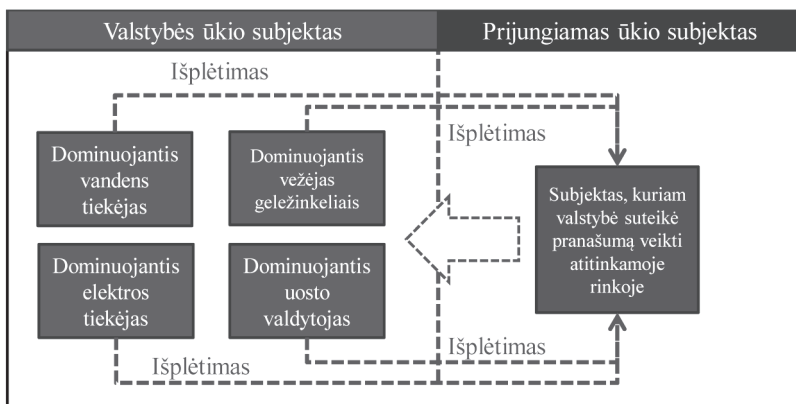 Valstybės ūkio subjektas
Prijungiamas ūkio subjektas
Išplėtimas
Išplėtimas
Dominuojantis
vandens
tiekėjas
Dominuojantis
vežėjas
geležinkeliais
Subjektas, kuriam
valstybė suteikė
pranašumą veikti
atitinkamoje
rinkoje
Dominuojantis
elektros
tiekėjas
Dominuojantis
uosto
valdytojas
Išplėtimas
Išplėtimas